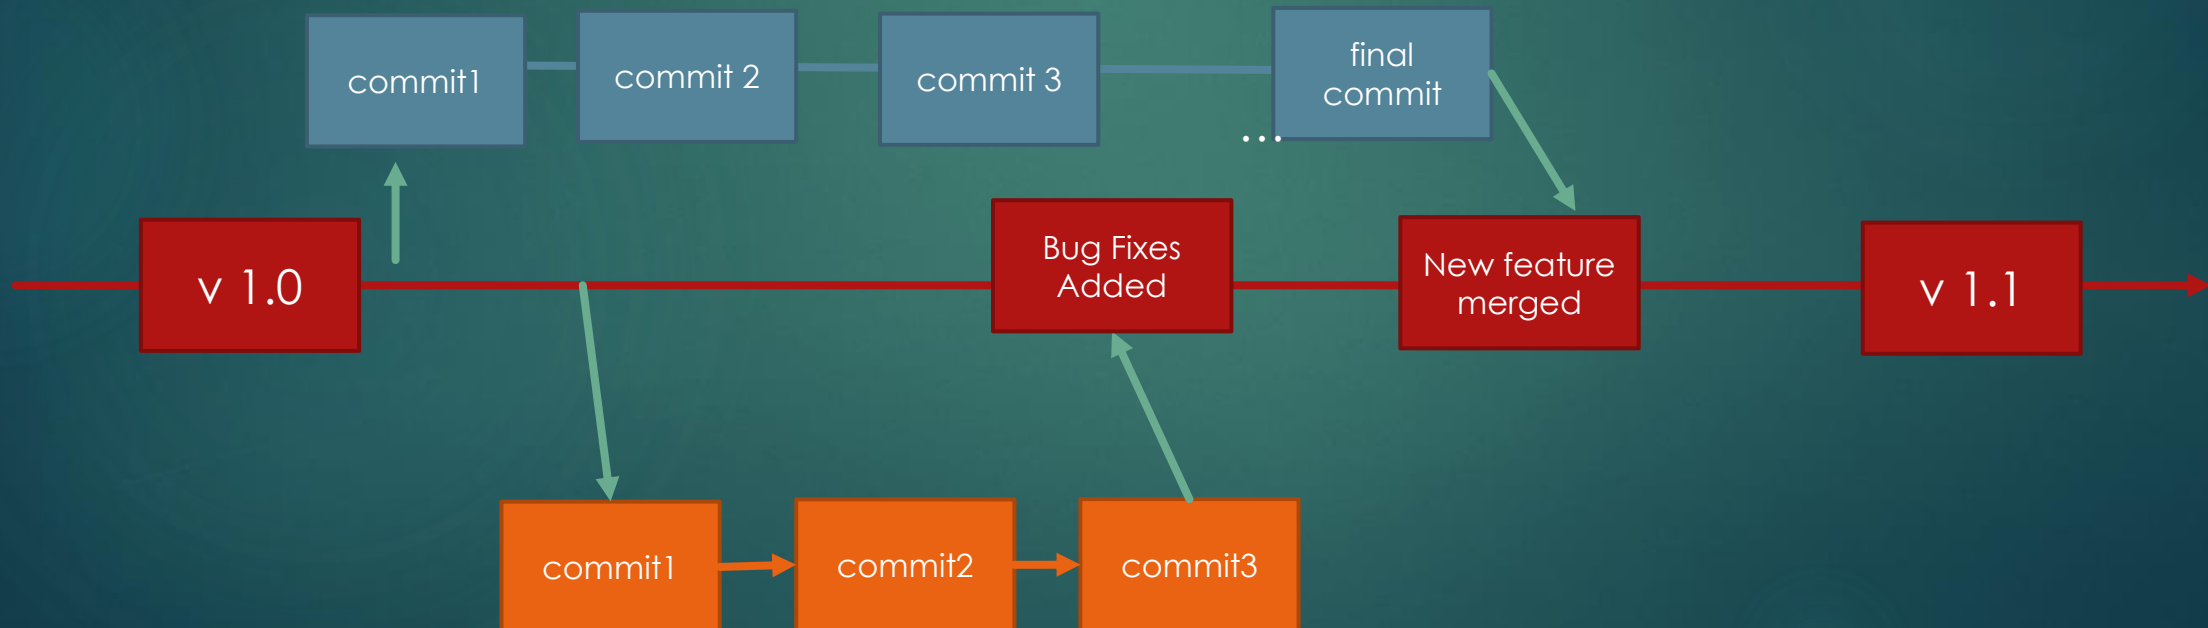 commit1
commit 2
commit 3
final
commit
...
v 1.0
Bug Fixes
Added
New feature
merged
v 1.1
commit1
commit2
commit3